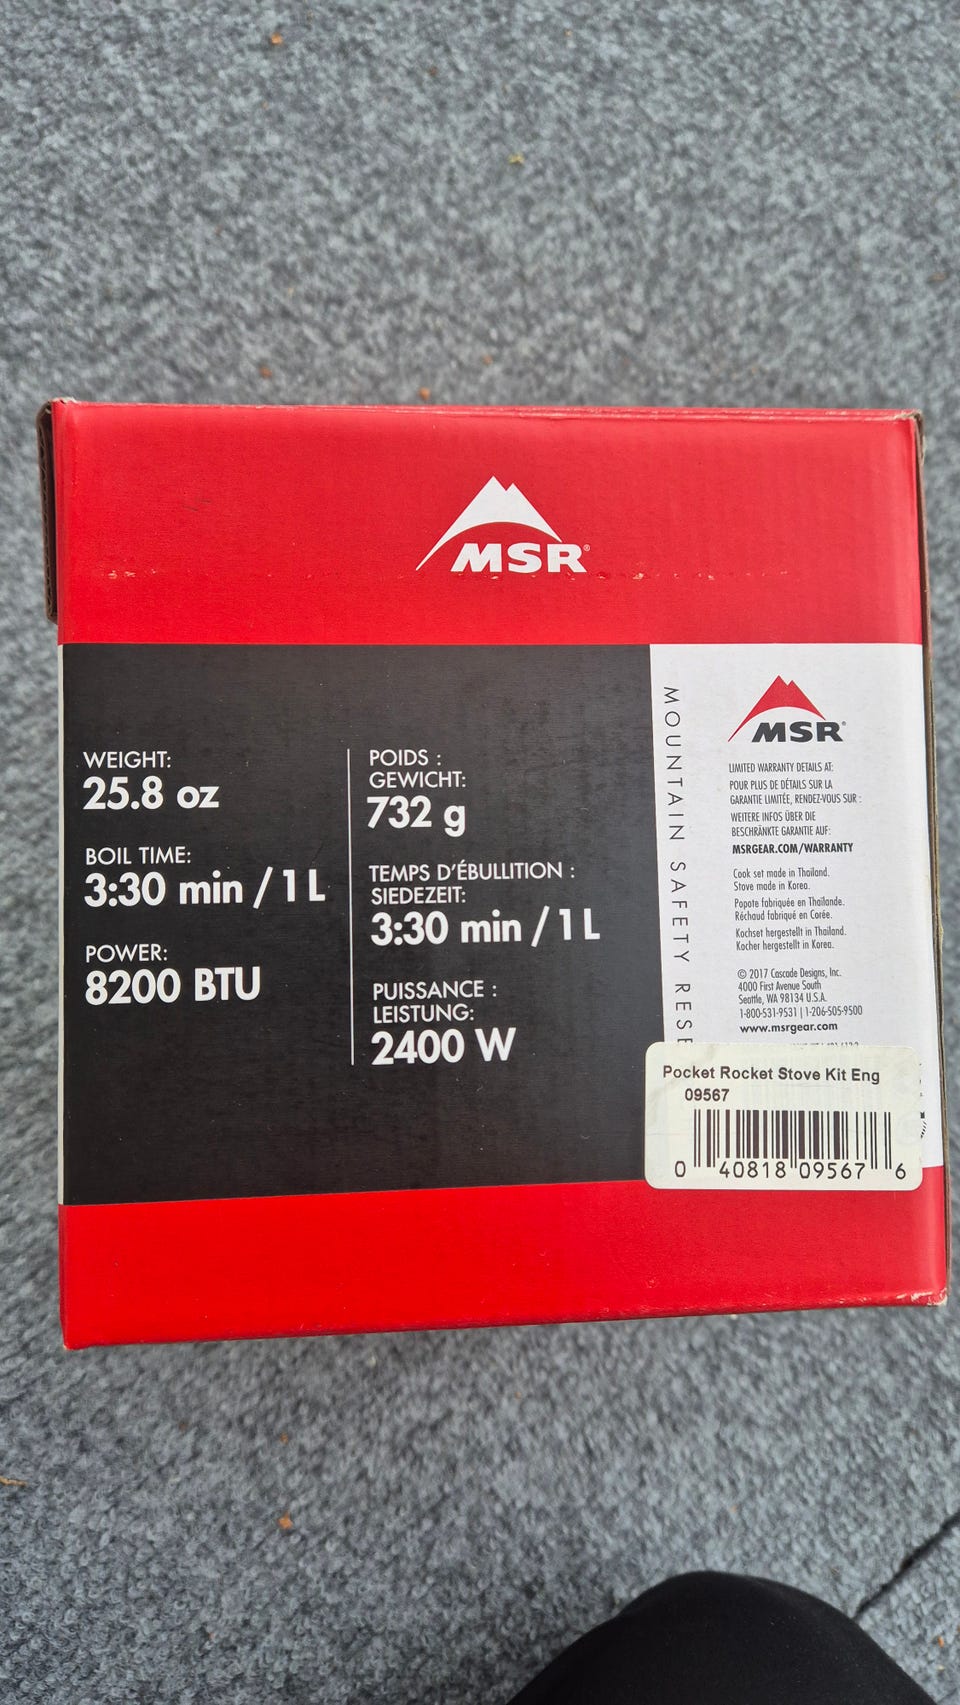 MSR®
WEIGHT:
25.8 oz
BOIL TIME:
3:30 min / 1 L
POWER:
8200 BTU
POIDS :
GEWICHT:
732 g
TEMPS D'ÉBULLITION :
SIEDEZEIT:
3:30 min / 1 L
PUISSANCE :
LEISTUNG:
2400 W
MOUNTAIN SAFETY RESE
MSR®
LIMITED WARRANTY DETAILS AT:
POUR PLUS DE DÉTAILS SUR LA
GARANTIE LIMITÉE, RENDEZ-VOUS SUR :
WEITERE INFOS ÜBER DIE
BESCHRÄNKTE GARANTIE AUF:
MSRGEAR.COM/WARRANTY
Cook set made in Thailand.
Stove made in Korea.
Popote fabriquée en Thaïlande.
Réchaud fabriqué en Corée.
Kochset hergestellt in Thailand.
Kocher hergestellt in Korea.
© 2017 Cascade Designs, Inc.
4000 First Avenue South
Seattle, WA 98134 U.S.A.
1-800-531-9531 | 1-206-505-9500
www.msrgear.com
Pocket Rocket Stove Kit Eng
09567
0 40818 09567 6